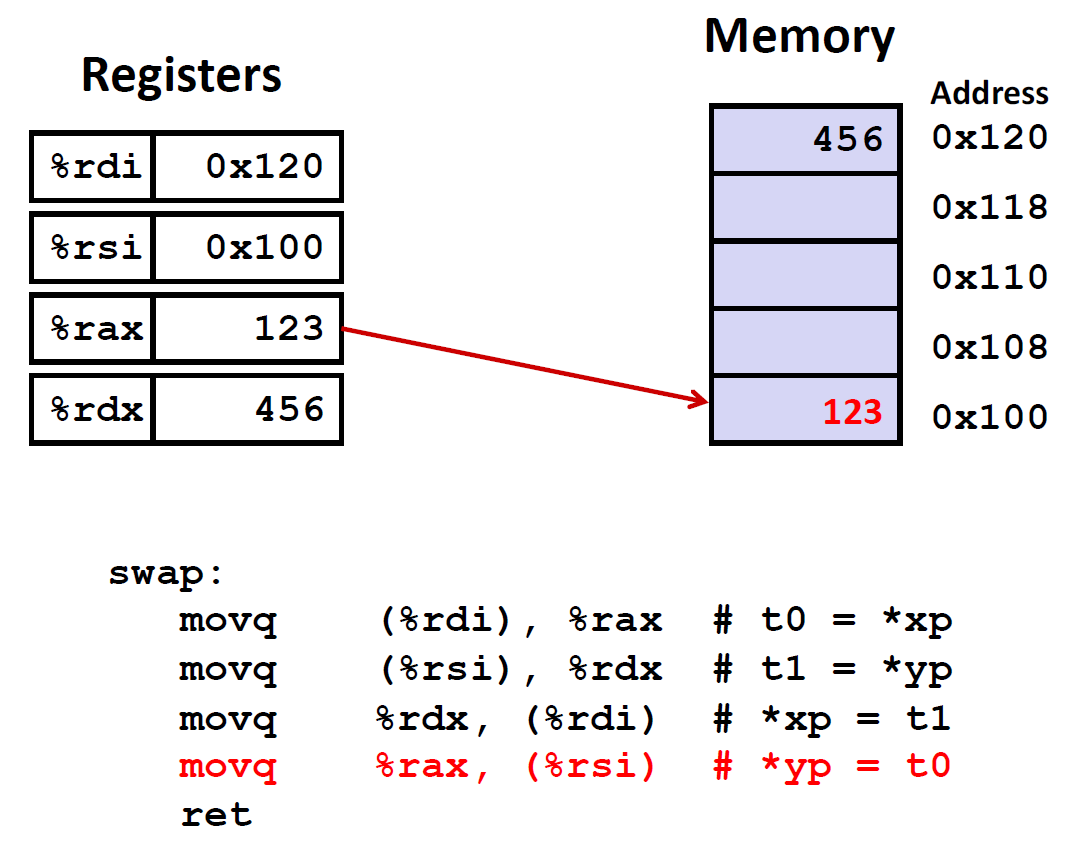 Registers
%rdi 0x120
%rsi 0x100
%rax 123
%rdx 456
Memory
Address
456 0x120
0x118
0x110
0x108
123 0x100
swap:
movq (%rdi), %rax # t0 = *xp
movq (%rsi), %rdx # t1 = *yp
movq %rdx, (%rdi) # *xp = t1
movq %rax, (%rsi) # *yp = t0
ret